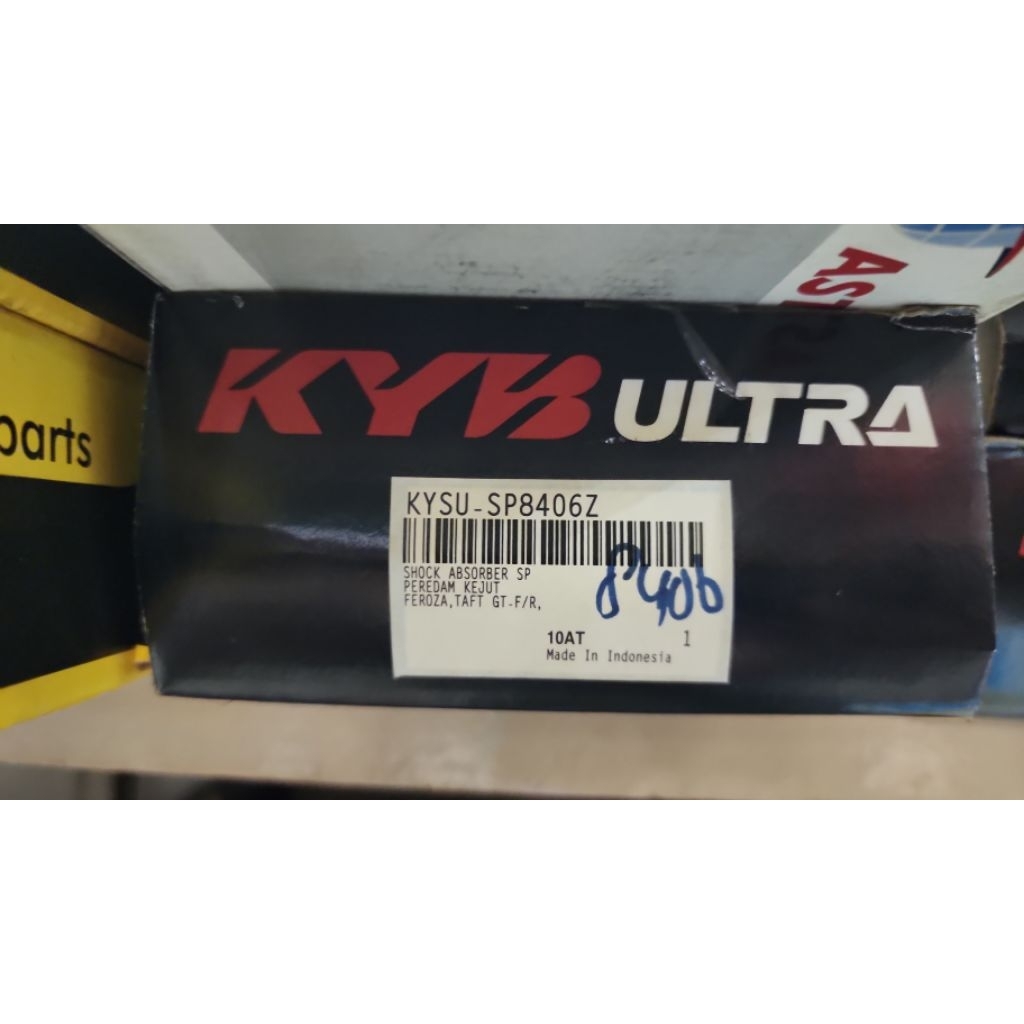 AST
parts
KYB ULTRA
KYSU-SP8406Z
SHOCK ABSORBER SP
PEREDAM KEJUT
FEROZA,TAFT GT-F/R,
8406
10AT 1
Made In Indonesia